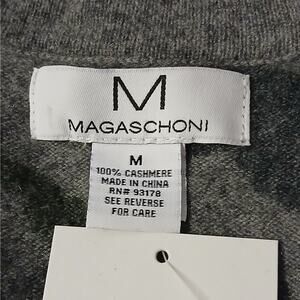 M
MAGASCHONI
M
100% CASHMERE
MADE IN CHINA
RN# 93178
SEE REVERSE
FOR CARE